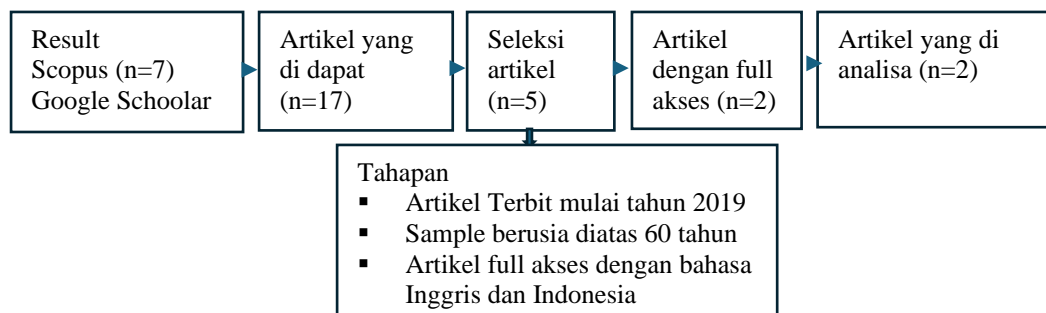 Result
Scopus (n=7)
Google Schoolar
Artikel yang
di dapat
(n=17)
Seleksi
artikel
(n=5)
Artikel
dengan full
akses (n=2)
Artikel yang di
analisa (n=2)
Tahapan
▪ Artikel Terbit mulai tahun 2019
▪ Sample berusia diatas 60 tahun
▪ Artikel full akses dengan bahasa
Inggris dan Indonesia